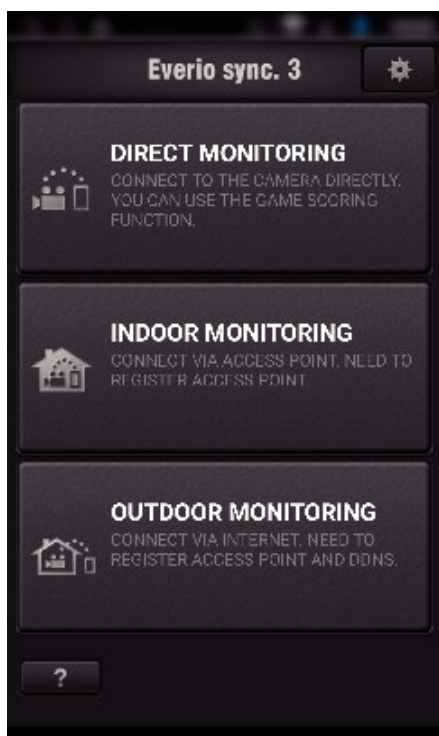 Everio sync. 3
DIRECT MONITORING
CONNECT TO THE CAMERA DIRECTLY.
YOU CAN USE THE GAME SCORING
FUNCTION.
INDOOR MONITORING
CONNECT VIA ACCESS POINT. NEED TO
REGISTER ACCESS POINT.
OUTDOOR MONITORING
CONNECT VIA INTERNET. NEED TO
REGISTER ACCESS POINT AND DDNS.
?